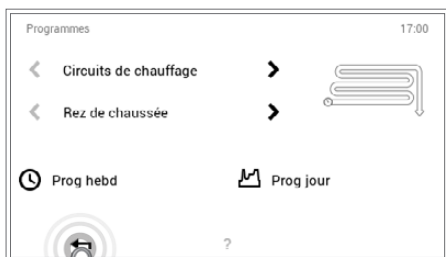 Programmes 17:00
Circuits de chauffage
Rez de chaussée
Prog hebd Prog jour
?